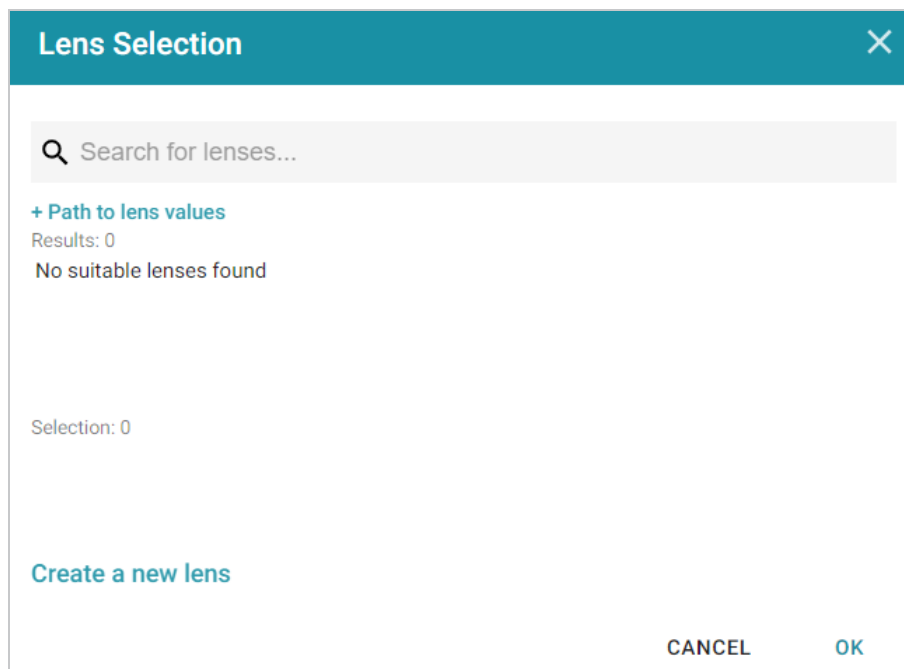 Lens Selection
Search for lenses...
+ Path to lens values
Results: 0
No suitable lenses found
Selection: 0
Create a new lens
CANCEL OK